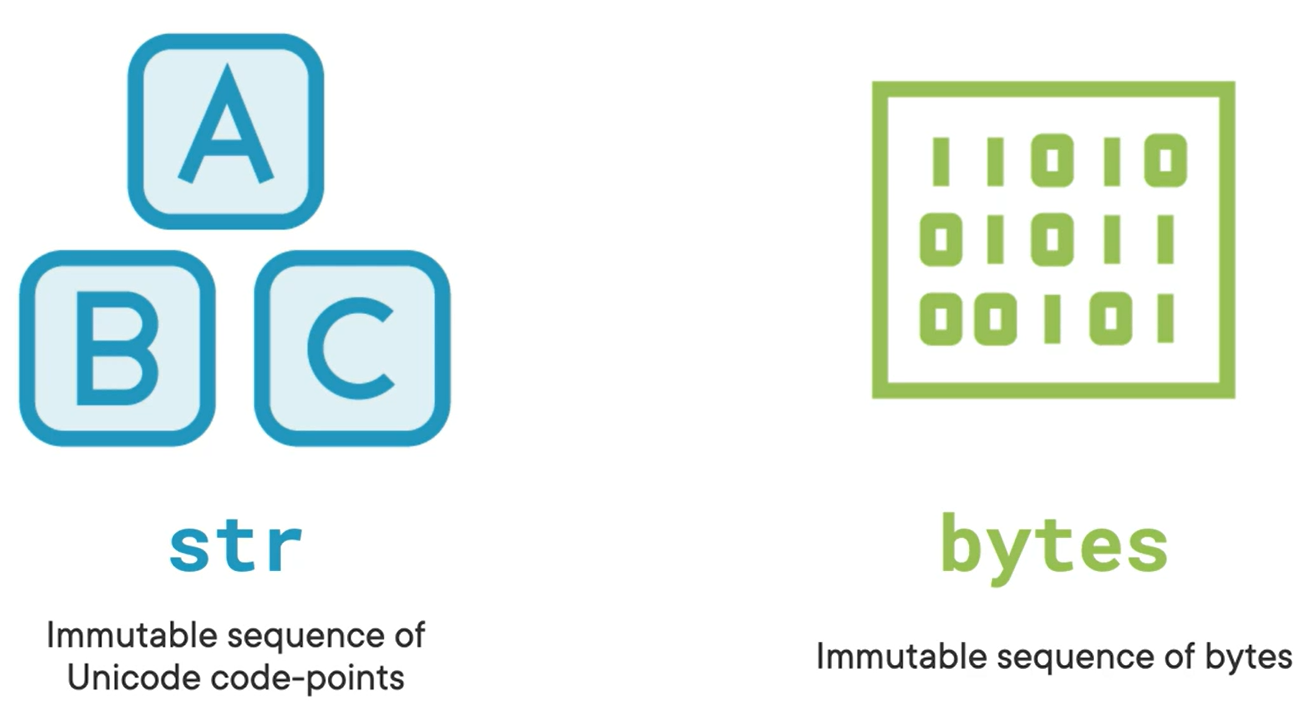 A
B C
str
Immutable sequence of
Unicode code-points
11010
01011
00101
bytes
Immutable sequence of bytes